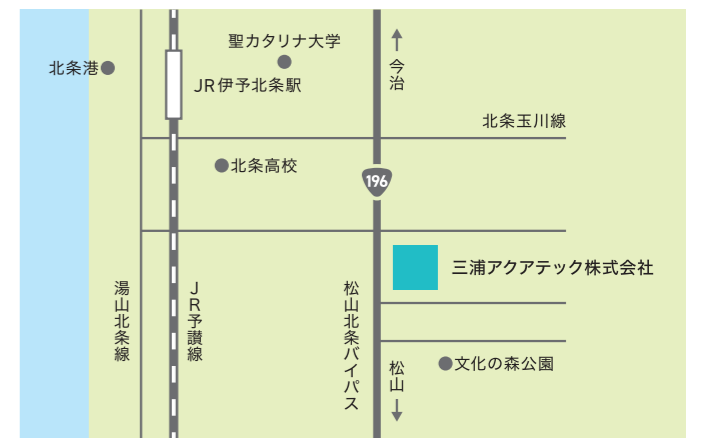 聖カタリナ大学
北条港
JR伊予北条駅
今治
北条玉川線
北条高校
196
三浦アクアテック株式会社
湯山北条線
JR予讃線
松山北条バイパス
松山
文化の森公園